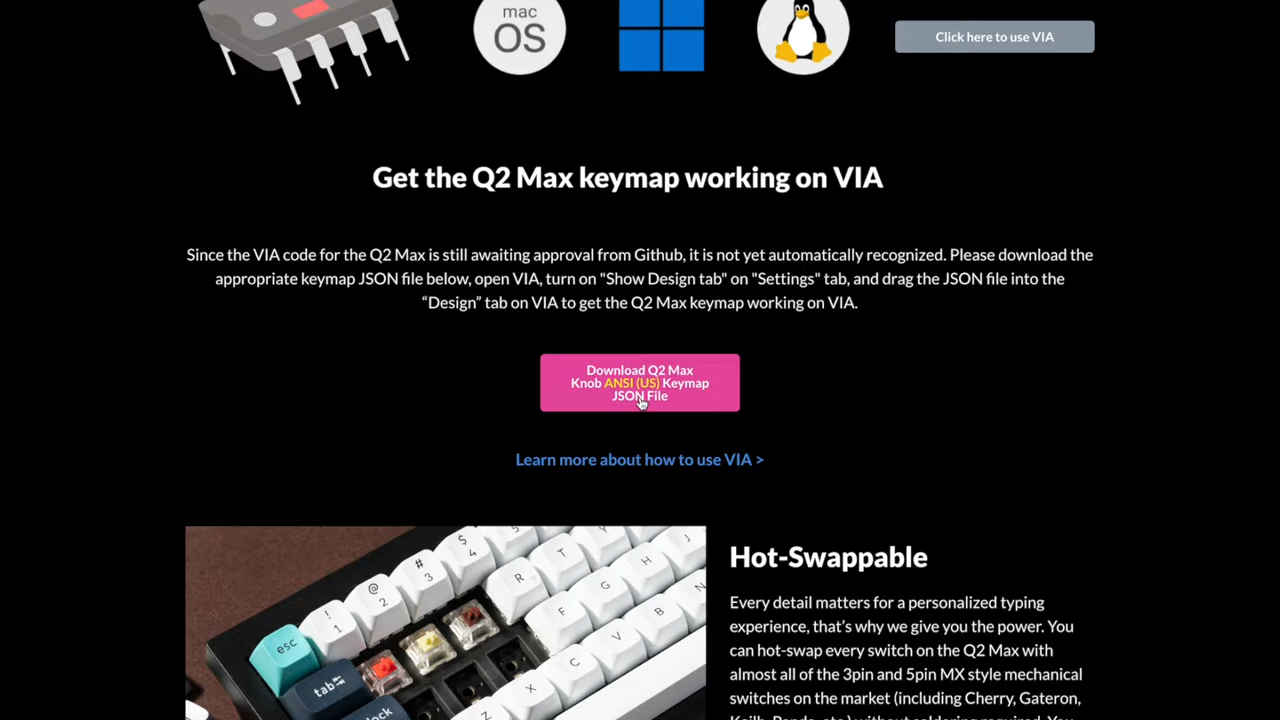 mac
OS
Click here to use VIA
Get the Q2 Max keymap working on VIA
Since the VIA code for the Q2 Max is still awaiting approval from Github, it is not yet automatically recognized. Please download the
appropriate keymap JSON file below, open VIA, turn on "Show Design tab" on "Settings" tab, and drag the JSON file into the
“Design” tab on VIA to get the Q2 Max keymap working on VIA.
Download Q2 Max
Knob ANSI (US) Keymap
JSON File
Learn more about how to use VIA >
Hot-Swappable
Every detail matters for a personalized typing
experience, that’s why we give you the power. You
can hot-swap every switch on the Q2 Max with
almost all of the 3pin and 5pin MX style mechanical
switches on the market (including Cherry, Gateron,
$ 4 5
# 3 R T Y
@ 2 G H J
! 1 F V B N
esc C
tab X
lock Z